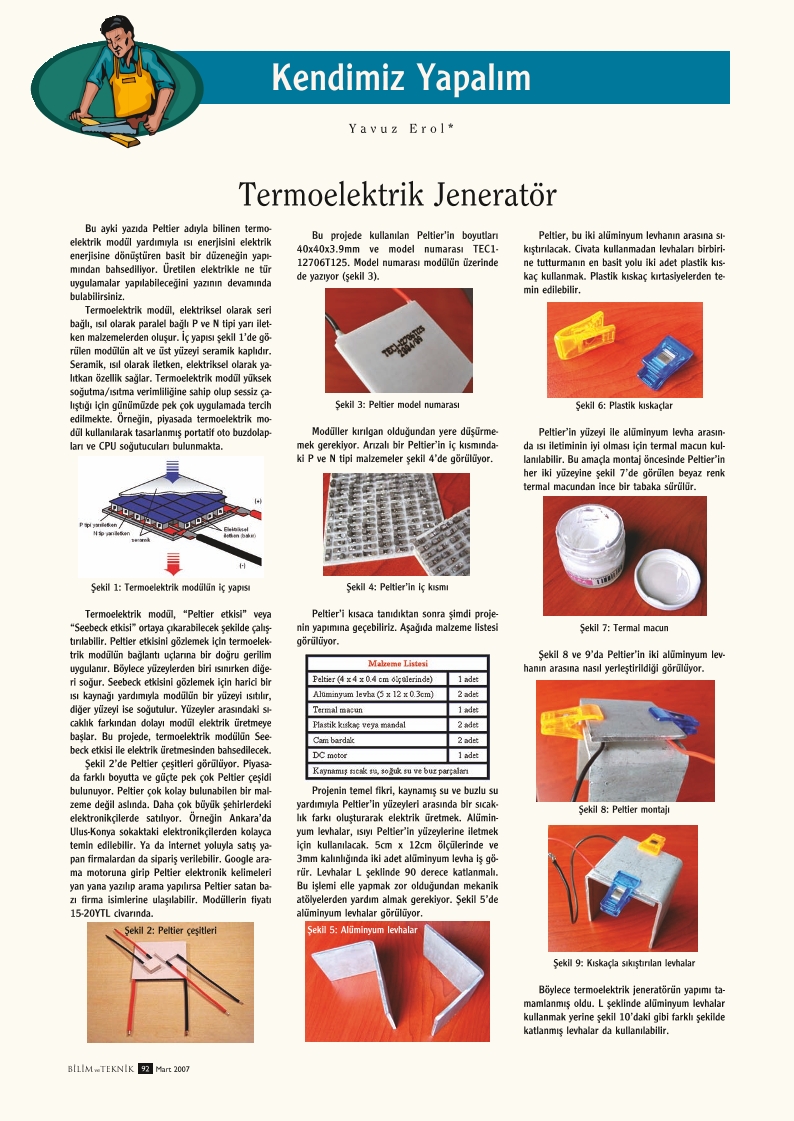 Kendimiz Yapalım
Yavuz Erol*
Termoelektrik Jeneratör
Bu ayki yazıda Peltier adıyla bilinen termo-
elektrik modül yardımıyla ısı enerjisini elektrik
enerjisine dönüştüren basit bir düzeneğin yapı-
mından bahsediliyor. Üretilen elektrikle ne tür
uygulamalar yapılabileceğini yazının devamında
bulabilirsiniz.
Termoelektrik modül, elektriksel olarak seri
bağlı, ısıl olarak paralel bağlı P ve N tipi yarı ilet-
ken malzemelerden oluşur. İç yapısı şekil 1'de gö-
rülen modülün alt ve üst yüzeyi seramik kaplıdır.
Seramik, ısıl olarak iletken, elektriksel olarak ya-
lıtkan özellik sağlar. Termoelektrik modül yüksek
soğutma/ısıtma verimliliğine sahip olup sessiz ça-
lıştığı için günümüzde pek çok uygulamada tercih
edilmekte. Örneğin, piyasada termoelektrik mo-
dül kullanılarak tasarlanmış portatif oto buzdolap-
ları ve CPU soğutucuları bulunmakta.
(+)
P tipi yarıiletken
N tip yarıiletken
seramik
Elektriksel
iletken (bakır)
(-)
Şekil 1: Termoelektrik modülün iç yapısı
Termoelektrik modül, "Peltier etkisi" veya
"Seebeck etkisi" ortaya çıkarabilecek şekilde çalış-
tırılabilir. Peltier etkisini gözlemek için termoelek-
trik modülün bağlantı uçlarına bir doğru gerilim
uygulanır. Böylece yüzeylerden biri ısınırken diğe-
ri soğur. Seebeck etkisini gözlemek için harici bir
ısı kaynağı yardımıyla modülün bir yüzeyi ısıtılır,
diğer yüzeyi ise soğutulur. Yüzeyler arasındaki sı-
caklık farkından dolayı modül elektrik üretmeye
başlar. Bu projede, termoelektrik modülün See-
beck etkisi ile elektrik üretmesinden bahsedilecek.
Şekil 2'de Peltier çeşitleri görülüyor. Piyasa-
da farklı boyutta ve güçte pek çok Peltier çeşidi
bulunuyor. Peltier çok kolay bulunabilen bir mal-
zeme değil aslında. Daha çok büyük şehirlerdeki
elektronikçilerde satılıyor. Örneğin Ankara'da
Ulus-Konya sokaktaki elektronikçilerden kolayca
temin edilebilir. Ya da internet yoluyla satış ya-
pan firmalardan da sipariş verilebilir. Google ara-
ma motoruna girip Peltier elektronik kelimeleri
yan yana yazılıp arama yapılırsa Peltier satan ba-
zı firma isimlerine ulaşılabilir. Modüllerin fiyatı
15-20YTL civarında.
Şekil 2: Peltier çeşitleri
Bu projede kullanılan Peltier'in boyutları
40x40x3.9mm ve model numarası TEC1-
12706T125. Model numarası modülün üzerinde
de yazıyor (şekil 3).
TEC1-12706T125
2004/09
Şekil 3: Peltier model numarası
Modüller kırılgan olduğundan yere düşürme-
mek gerekiyor. Arızalı bir Peltier'in iç kısmında-
ki P ve N tipi malzemeler şekil 4'de görülüyor.
Şekil 4: Peltier'in iç kısmı
Peltier'i kısaca tanıdıktan sonra şimdi proje-
nin yapımına geçebiliriz. Aşağıda malzeme listesi
görülüyor.
Malzeme Listesi
Peltier (4 x 4 x 0.4 cm ölçülerinde) 1 adet
Alüminyum levha (5 x 12 x 0.3cm) 2 adet
Termal macun 1 adet
Plastik kıskaç veya mandal 2 adet
Cam bardak 2 adet
DC motor 1 adet
Kaynamış sıcak su, soğuk su ve buz parçaları
Projenin temel fikri, kaynamış su ve buzlu su
yardımıyla Peltier'in yüzeyleri arasında bir sıcak-
lık farkı oluşturarak elektrik üretmek. Alümin-
yum levhalar, ısıyı Peltier'in yüzeylerine iletmek
için kullanılacak. 5cm x 12cm ölçülerinde ve
3mm kalınlığında iki adet alüminyum levha iş gö-
rür. Levhalar L şeklinde 90 derece katlanmalı.
Bu işlemi elle yapmak zor olduğundan mekanik
atölyelerden yardım almak gerekiyor. Şekil 5'de
alüminyum levhalar görülüyor.
Şekil 5: Alüminyum levhalar
Peltier, bu iki alüminyum levhanın arasına sı-
kıştırılacak. Civata kullanmadan levhaları birbiri-
ne tutturmanın en basit yolu iki adet plastik kıs-
kaç kullanmak. Plastik kıskaç kırtasiyelerden te-
min edilebilir.
Şekil 6: Plastik kıskaçlar
Peltier'in yüzeyi ile alüminyum levha arasın-
da ısı iletiminin iyi olması için termal macun kul-
lanılabilir. Bu amaçla montaj öncesinde Peltier'in
her iki yüzeyine şekil 7'de görülen beyaz renk
termal macundan ince bir tabaka sürülür.
Şekil 7: Termal macun
Şekil 8 ve 9'da Peltier'in iki alüminyum lev-
hanın arasına nasıl yerleştirildiği görülüyor.
Şekil 8: Peltier montajı
Şekil 9: Kıskaçla sıkıştırılan levhalar
Böylece termoelektrik jeneratörün yapımı ta-
mamlanmış oldu. L şeklinde alüminyum levhalar
kullanmak yerine şekil 10'daki gibi farklı şekilde
katlanmış levhalar da kullanılabilir.
BİLİM ve TEKNİK 92 Mart 2007